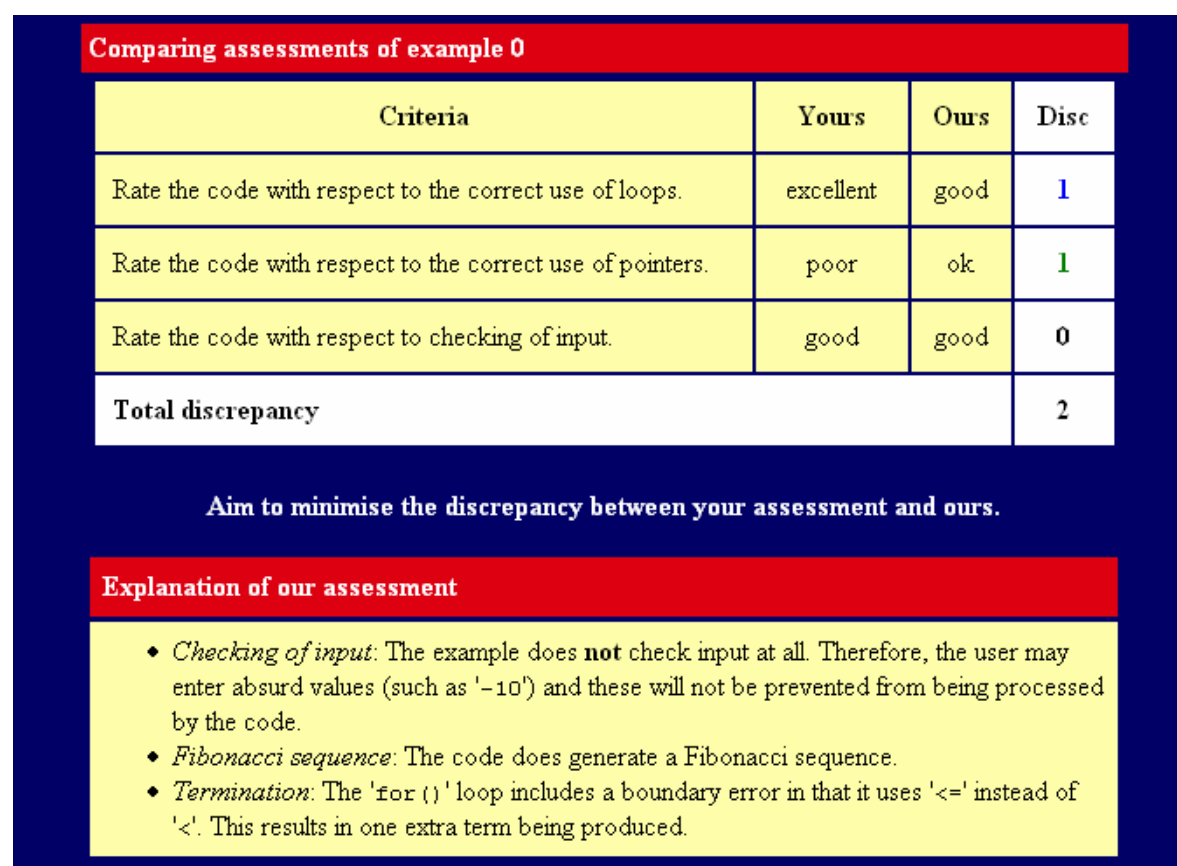 Comparing assessments of example 0
Criteria Yours Ours Disc
Rate the code with respect to the correct use of loops. excellent good 1
Rate the code with respect to the correct use of pointers. poor ok 1
Rate the code with respect to checking of input. good good 0
Total discrepancy 2
Aim to minimise the discrepancy between your assessment and ours.
Explanation of our assessment
• Checking of input: The example does not check input at all. Therefore, the user may
enter absurd values (such as '-10') and these will not be prevented from being processed
by the code.
• Fibonacci sequence: The code does generate a Fibonacci sequence.
• Termination: The 'for()' loop includes a boundary error in that it uses '<=' instead of
'<'. This results in one extra term being produced.